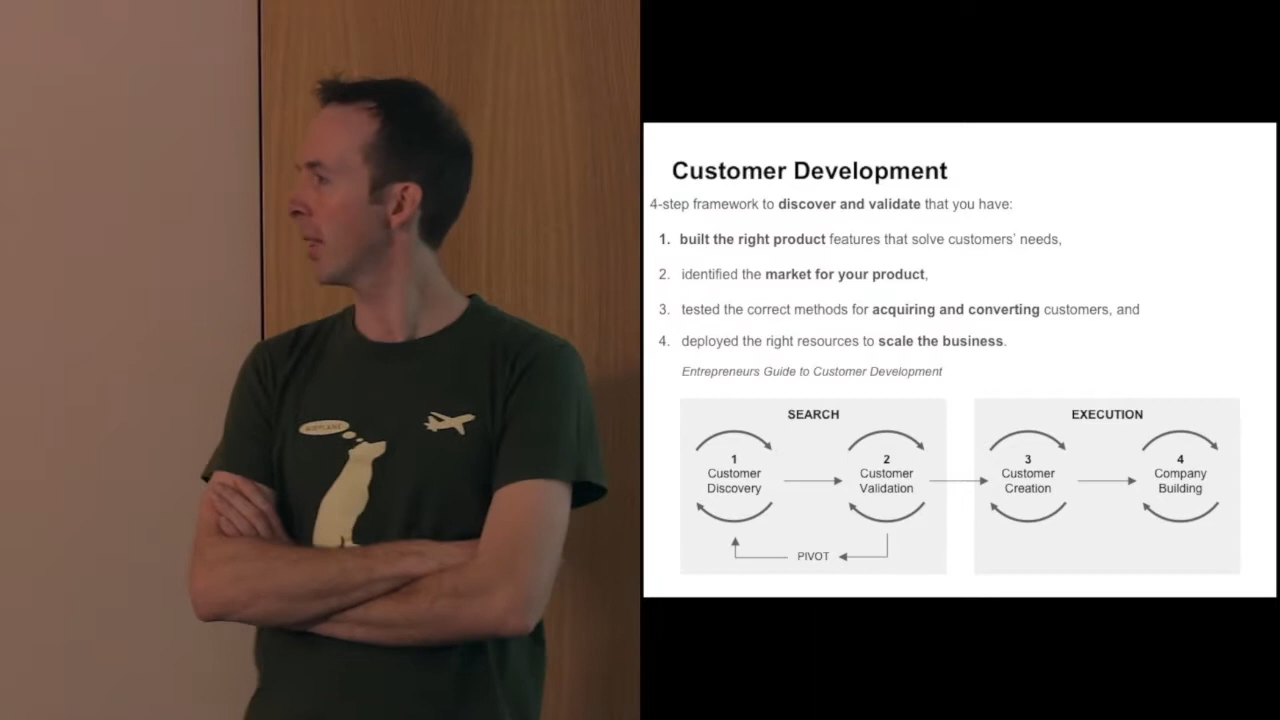 Customer Development
4-step framework to discover and validate that you have:
1. built the right product features that solve customers' needs,
2. identified the market for your product,
3. tested the correct methods for acquiring and converting customers, and
4. deployed the right resources to scale the business.
Entrepreneurs Guide to Customer Development
SEARCH
1
Customer
Discovery
2
Customer
Validation
PIVOT
EXECUTION
3
Customer
Creation
4
Company
Building